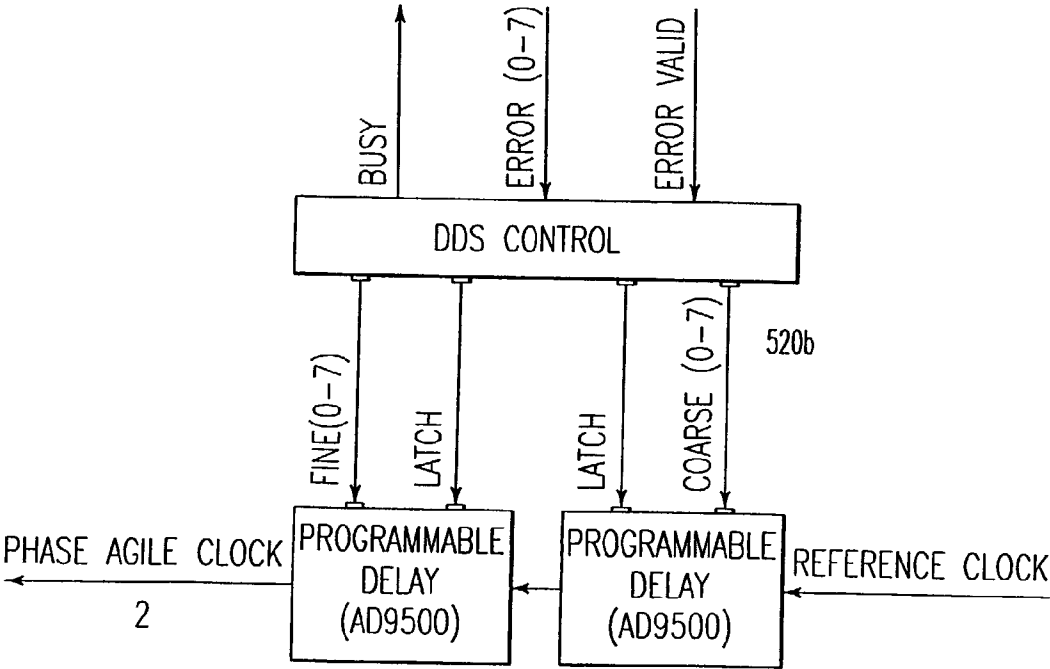 BUSY
ERROR (0-7)
ERROR VALID
DDS CONTROL
520b
FINE(0-7)
LATCH
LATCH
COARSE (0-7)
PHASE AGILE CLOCK
2
PROGRAMMABLE
DELAY
(AD9500)
PROGRAMMABLE
DELAY
(AD9500)
REFERENCE CLOCK